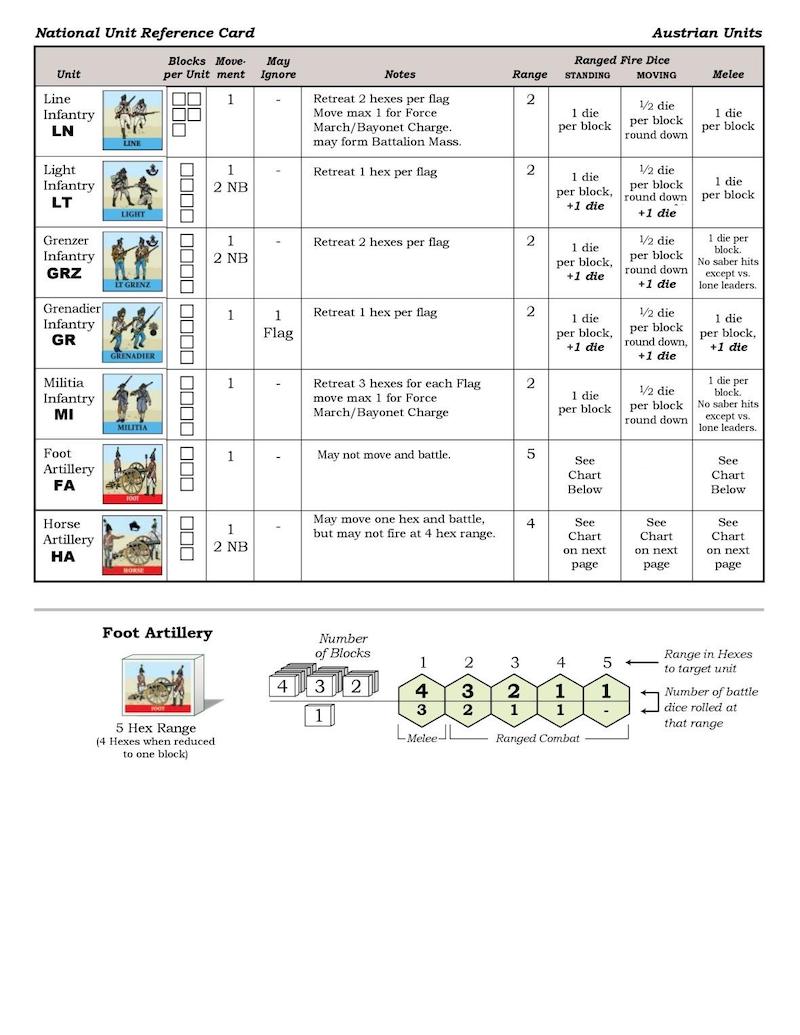 National Unit Reference Card Austrian Units
Unit Blocks per Unit Move-ment May Ignore Notes Range Ranged Fire Dice STANDING MOVING Melee
Line Infantry LN
LINE
1
-
Retreat 2 hexes per flag
Move max 1 for Force
March/Bayonet Charge.
may form Battalion Mass.
2
1 die
per block
½ die
per block
round down
1 die
per block
Light Infantry LT
LIGHT
1
2 NB
-
Retreat 1 hex per flag
2
1 die
per block,
+1 die
½ die
per block
round down
+1 die
1 die
per block
Grenzer Infantry GRZ
LT GRENZ
1
2 NB
-
Retreat 2 hexes per flag
2
1 die
per block,
+1 die
½ die
per block
round down
+1 die
1 die per
block.
No saber hits
except vs.
lone leaders.
Grenadier Infantry GR
GRENADIER
1
1
Flag
Retreat 1 hex per flag
2
1 die
per block,
+1 die
½ die
per block
round down,
+1 die
1 die
per block,
+1 die
Militia Infantry MI
MILITIA
1
-
Retreat 3 hexes for each Flag
move max 1 for Force
March/Bayonet Charge
2
1 die
per block
½ die
per block
round down
1 die per
block.
No saber hits
except vs.
lone leaders.
Foot Artillery FA
FOOT
1
-
May not move and battle.
5
See
Chart
Below
See
Chart
Below
Horse Artillery HA
HORSE
1
2 NB
-
May move one hex and battle,
but may not fire at 4 hex range.
4
See
Chart
on next
page
See
Chart
on next
page
See
Chart
on next
page
Foot Artillery
FOOT
5 Hex Range
(4 Hexes when reduced
to one block)
Number
of Blocks
4 3 2
1
1 2 3 4 5
4 3 2 1 1
3 2 1 1 -
Melee Ranged Combat
Range in Hexes
to target unit
Number of battle
dice rolled at
that range